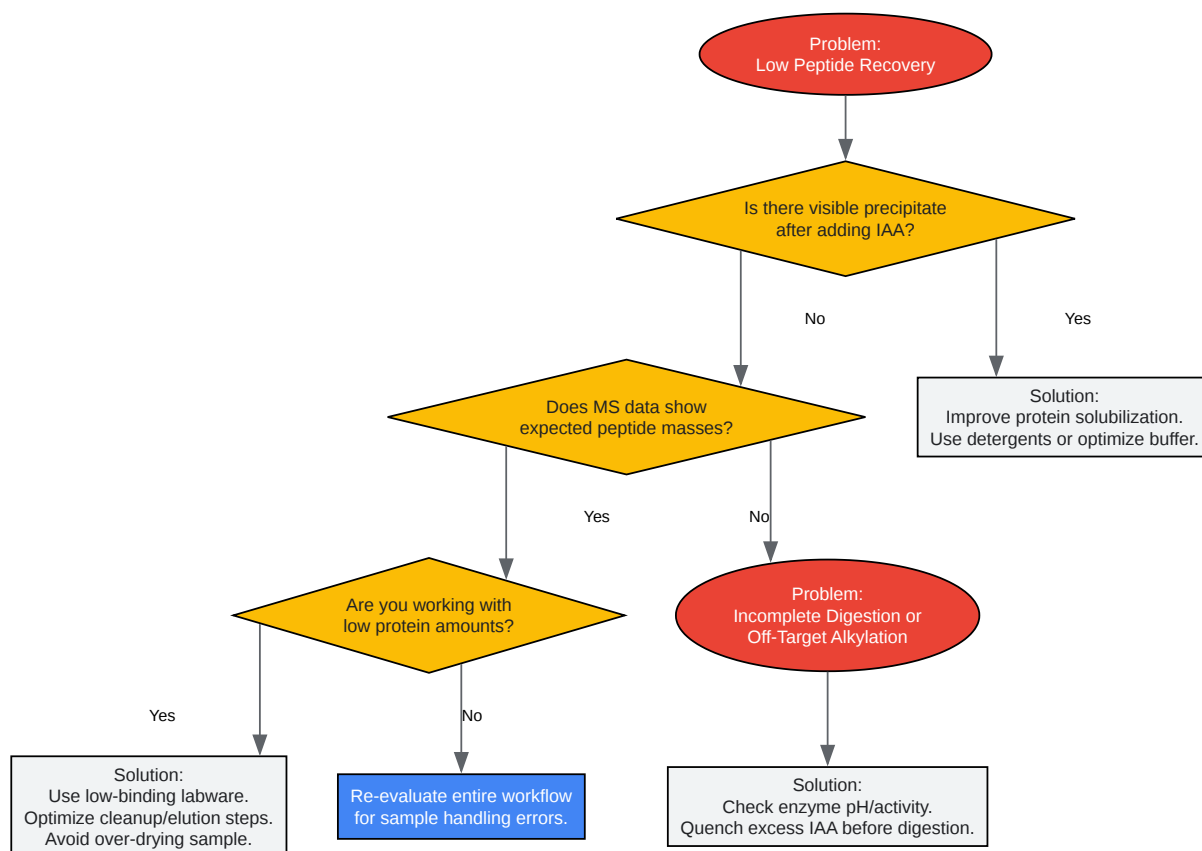 Problem:
Low Peptide Recovery
Is there visible precipitate
after adding IAA?
No
Yes
Does MS data show
expected peptide masses?
Solution:
Improve protein solubilization.
Use detergents or optimize buffer.
Yes
No
Are you working with
low protein amounts?
Problem:
Incomplete Digestion or
Off-Target Alkylation
Yes
No
Solution:
Use low-binding labware.
Optimize cleanup/elution steps.
Avoid over-drying sample.
Re-evaluate entire workflow
for sample handling errors.
Solution:
Check enzyme pH/activity.
Quench excess IAA before digestion.